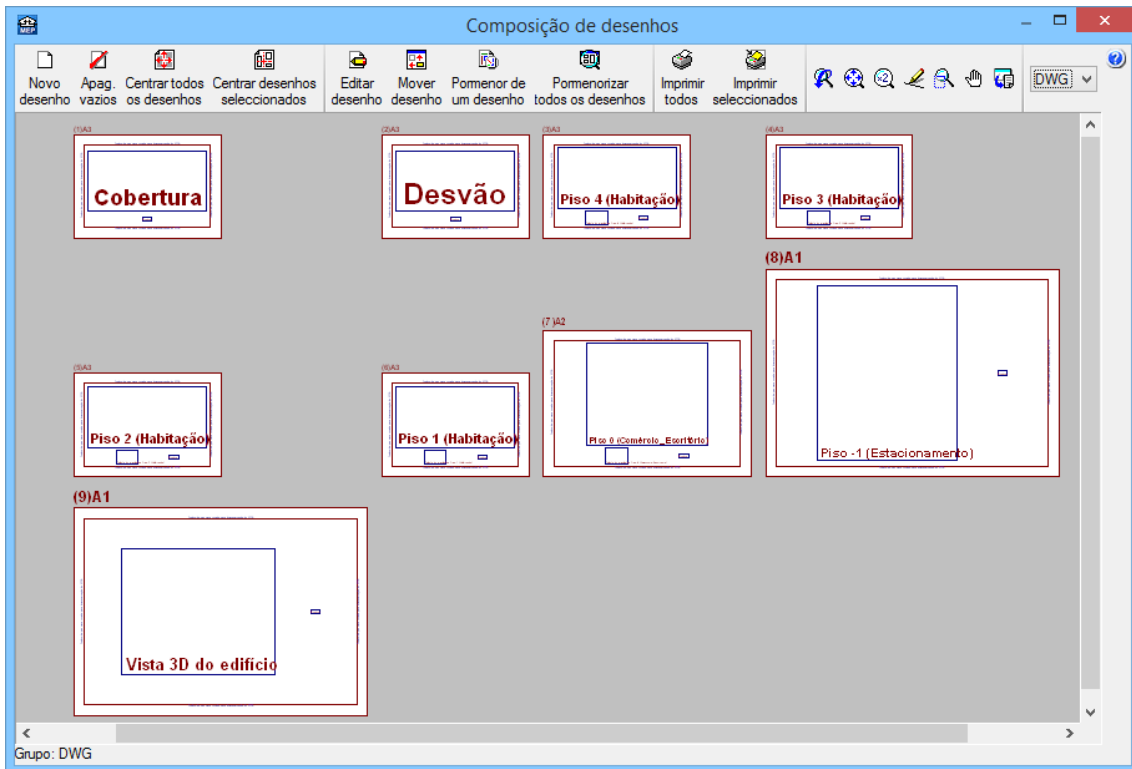 MEP
Composição de desenhos
Novo desenho
Apag. vazios
Centrar todos os desenhos
Centrar desenhos seleccionados
Editar desenho
Mover desenho
Pormenor de um desenho
Pormenorizar todos os desenhos
Imprimir todos
Imprimir seleccionados
DWG
(1)A3
Cobertura
(2)A3
Desvão
(3)A3
Piso 4 (Habitação)
(4)A3
Piso 3 (Habitação)
(5)A3
Piso 2 (Habitação)
(6)A3
Piso 1 (Habitação)
(7)A2
Piso 0 (Comércio_Escritório)
(8)A1
Piso -1 (Estacionamento)
(9)A1
Vista 3D do edifício
Grupo: DWG